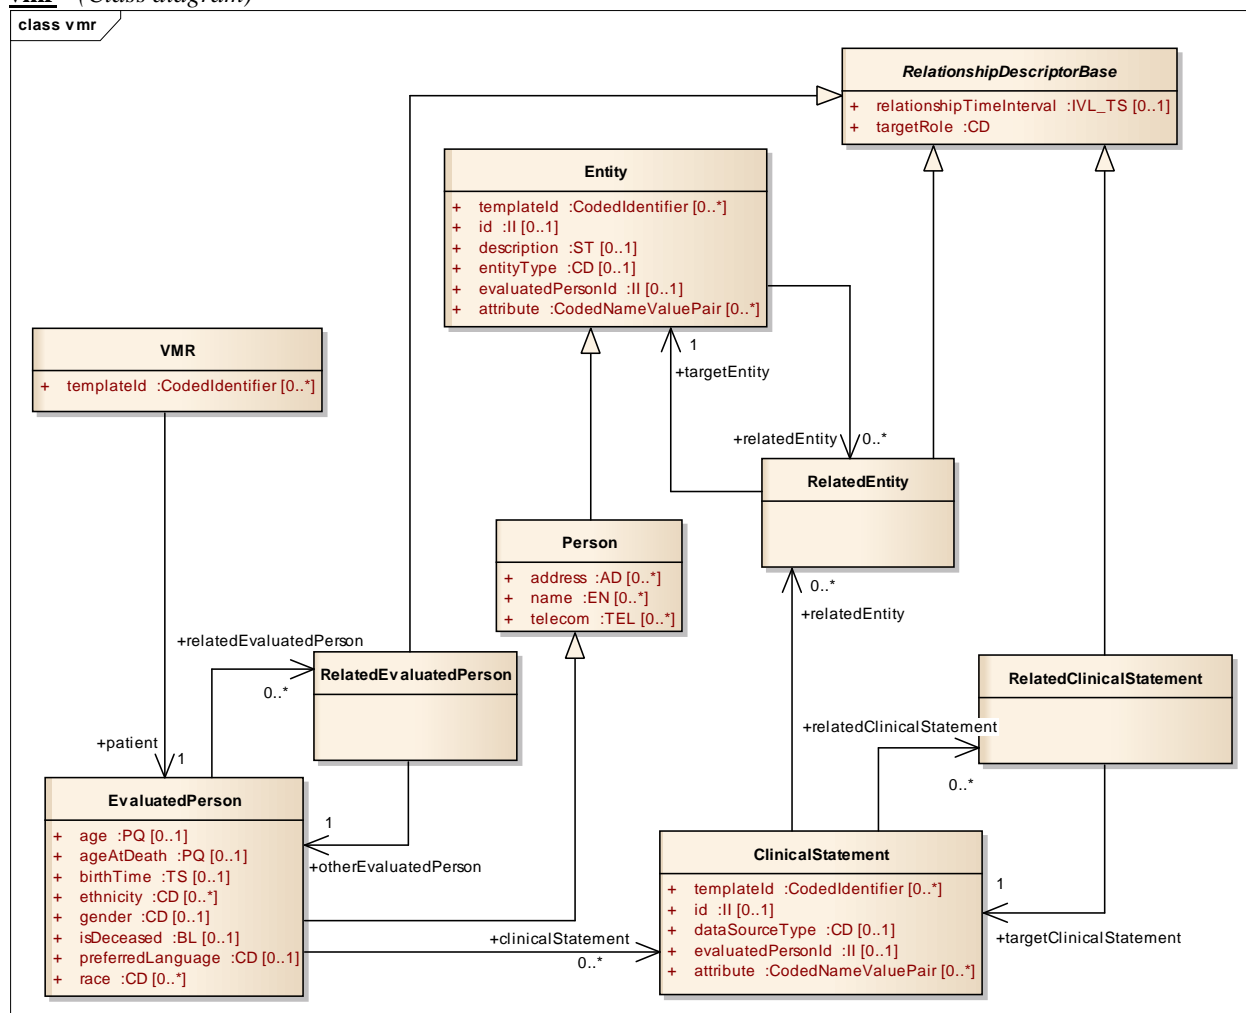 vmr (Class diagram)
class vmr
RelationshipDescriptorBase
+ relationshipTimeInterval :IVL_TS [0..1]
+ targetRole :CD
Entity
+ templateId :CodedIdentifier [0..*]
+ id :II [0..1]
+ description :ST [0..1]
+ entityType :CD [0..1]
+ evaluatedPersonId :II [0..1]
+ attribute :CodedNameValuePair [0..*]
VMR
+ templateId :CodedIdentifier [0..*]
1
+targetEntity
+relatedEntity
0..*
RelatedEntity
Person
+ address :AD [0..*]
+ name :EN [0..*]
+ telecom :TEL [0..*]
0..*
+relatedEntity
+relatedEvaluatedPerson
0..*
RelatedEvaluatedPerson
RelatedClinicalStatement
+relatedClinicalStatement
0..*
+patient
1
EvaluatedPerson
+ age :PQ [0..1]
+ ageAtDeath :PQ [0..1]
+ birthTime :TS [0..1]
+ ethnicity :CD [0..*]
+ gender :CD [0..1]
+ isDeceased :BL [0..1]
+ preferredLanguage :CD [0..1]
+ race :CD [0..*]
1
+otherEvaluatedPerson
+clinicalStatement
0..*
ClinicalStatement
+ templateId :CodedIdentifier [0..*]
+ id :II [0..1]
+ dataSourceType :CD [0..1]
+ evaluatedPersonId :II [0..1]
+ attribute :CodedNameValuePair [0..*]
1
+targetClinicalStatement